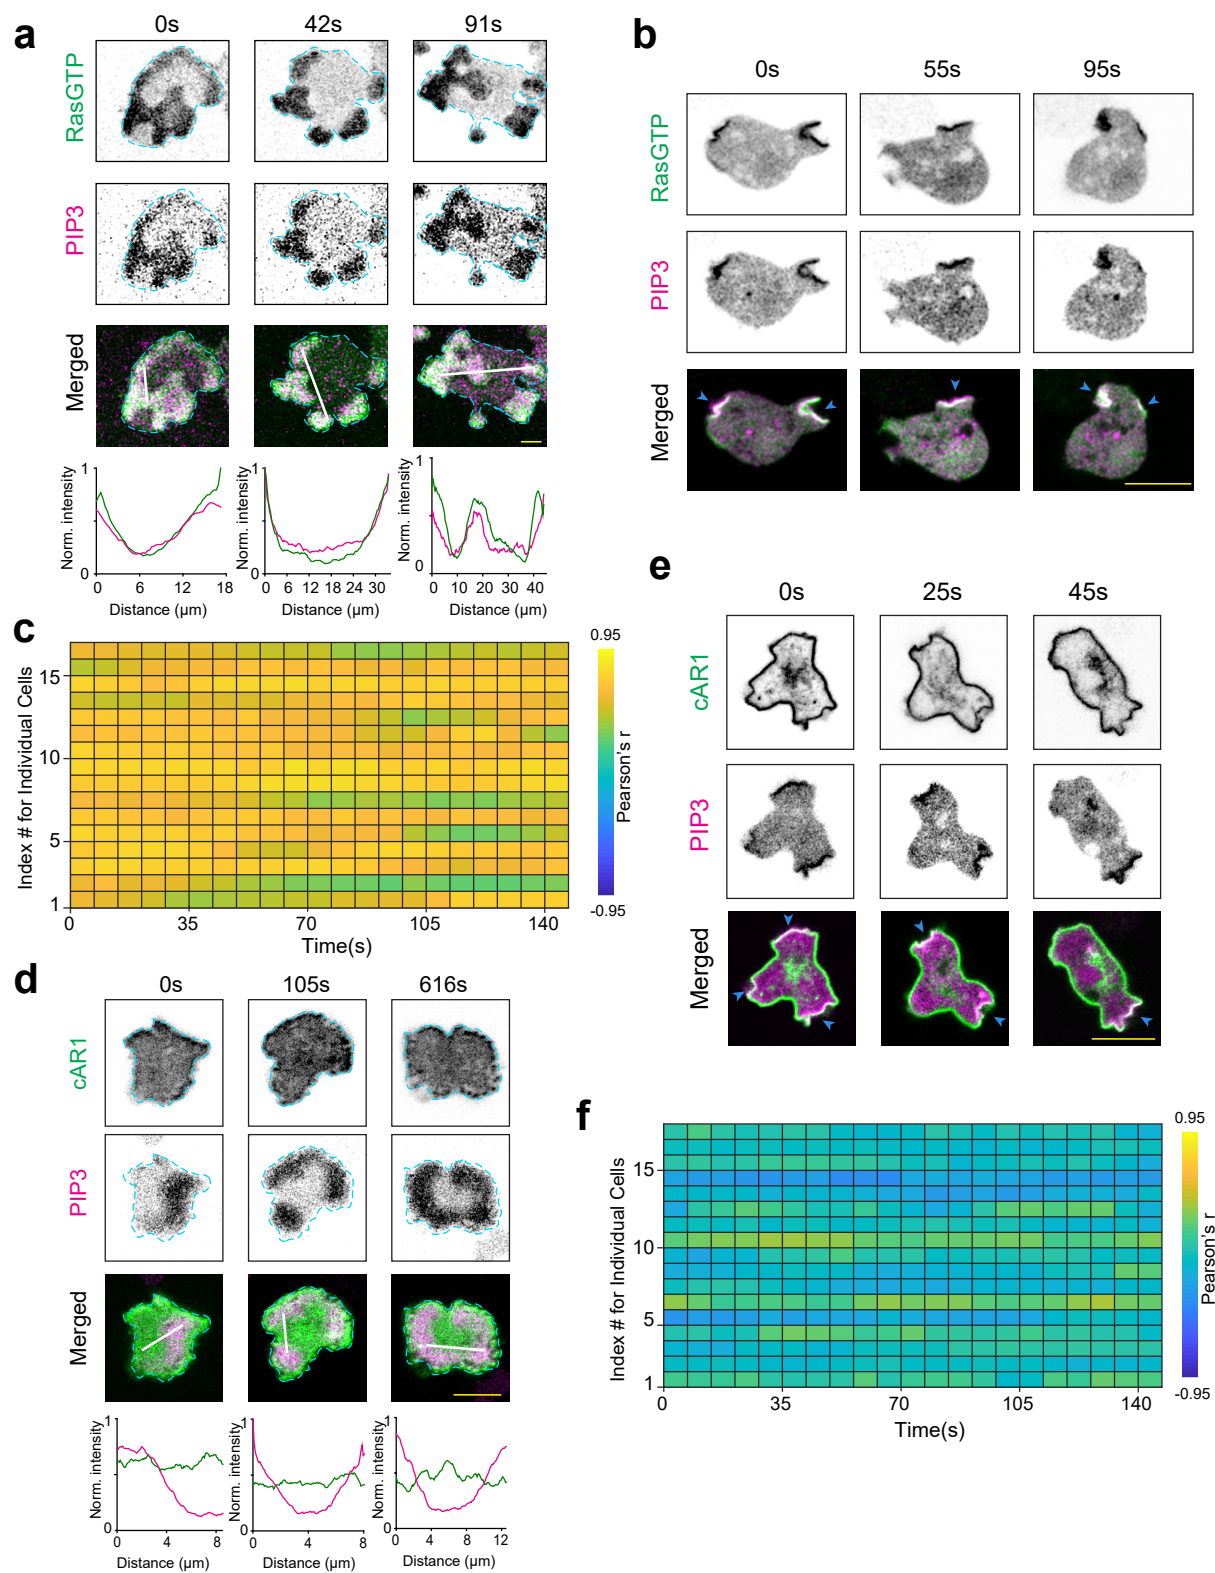 a
0s 42s 91s
RasGTP
PIP3
Merged
Norm. intensity
1
0
0 6 12 18
Distance (µm)
Norm. intensity
1
0
0 6 12 18 24 30
Distance (µm)
Norm. intensity
1
0
0 10 20 30 40
Distance (µm)
b
0s 55s 95s
RasGTP
PIP3
Merged
c
Index # for Individual Cells
15
10
5
1
0 35 70 105 140
Time(s)
0.95
Pearson's r
-0.95
d
0s 105s 616s
cAR1
PIP3
Merged
Norm. intensity
1
0
0 4 8
Distance (µm)
Norm. intensity
1
0
0 4 8
Distance (µm)
Norm. intensity
1
0
0 4 8 12
Distance (µm)
e
0s 25s 45s
cAR1
PIP3
Merged
f
Index # for Individual Cells
15
10
5
1
0 35 70 105 140
Time(s)
0.95
Pearson's r
-0.95